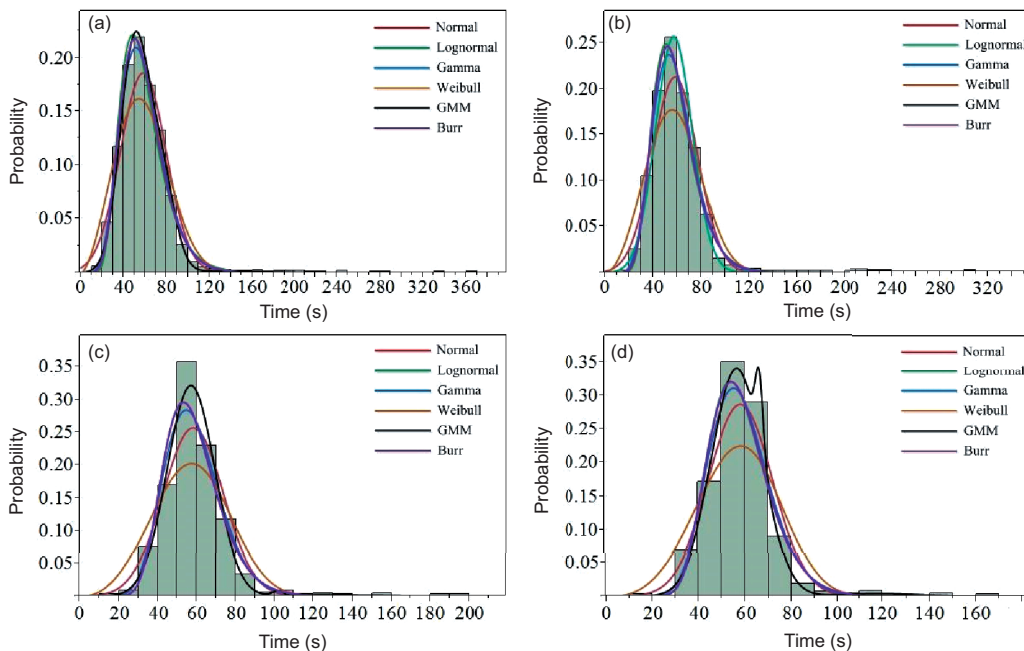 (a)
Normal
Lognormal
Gamma
Weibull
GMM
Burr
Probability
0.20
0.15
0.10
0.05
0 40 80 120 160 200 240 280 320 360
Time (s)
(b)
Normal
Lognormal
Gamma
Weibull
GMM
Burr
Probability
0.25
0.20
0.15
0.10
0.05
0 40 80 120 160 200 240 280 320
Time (s)
(c)
Normal
Lognormal
Gamma
Weibull
GMM
Burr
Probability
0.35
0.30
0.25
0.20
0.15
0.10
0.05
0 20 40 60 80 100 120 140 160 180 200
Time (s)
(d)
Normal
Lognormal
Gamma
Weibull
GMM
Burr
Probability
0.35
0.30
0.25
0.20
0.15
0.10
0.05
0 20 40 60 80 100 120 140 160 180
Time (s)